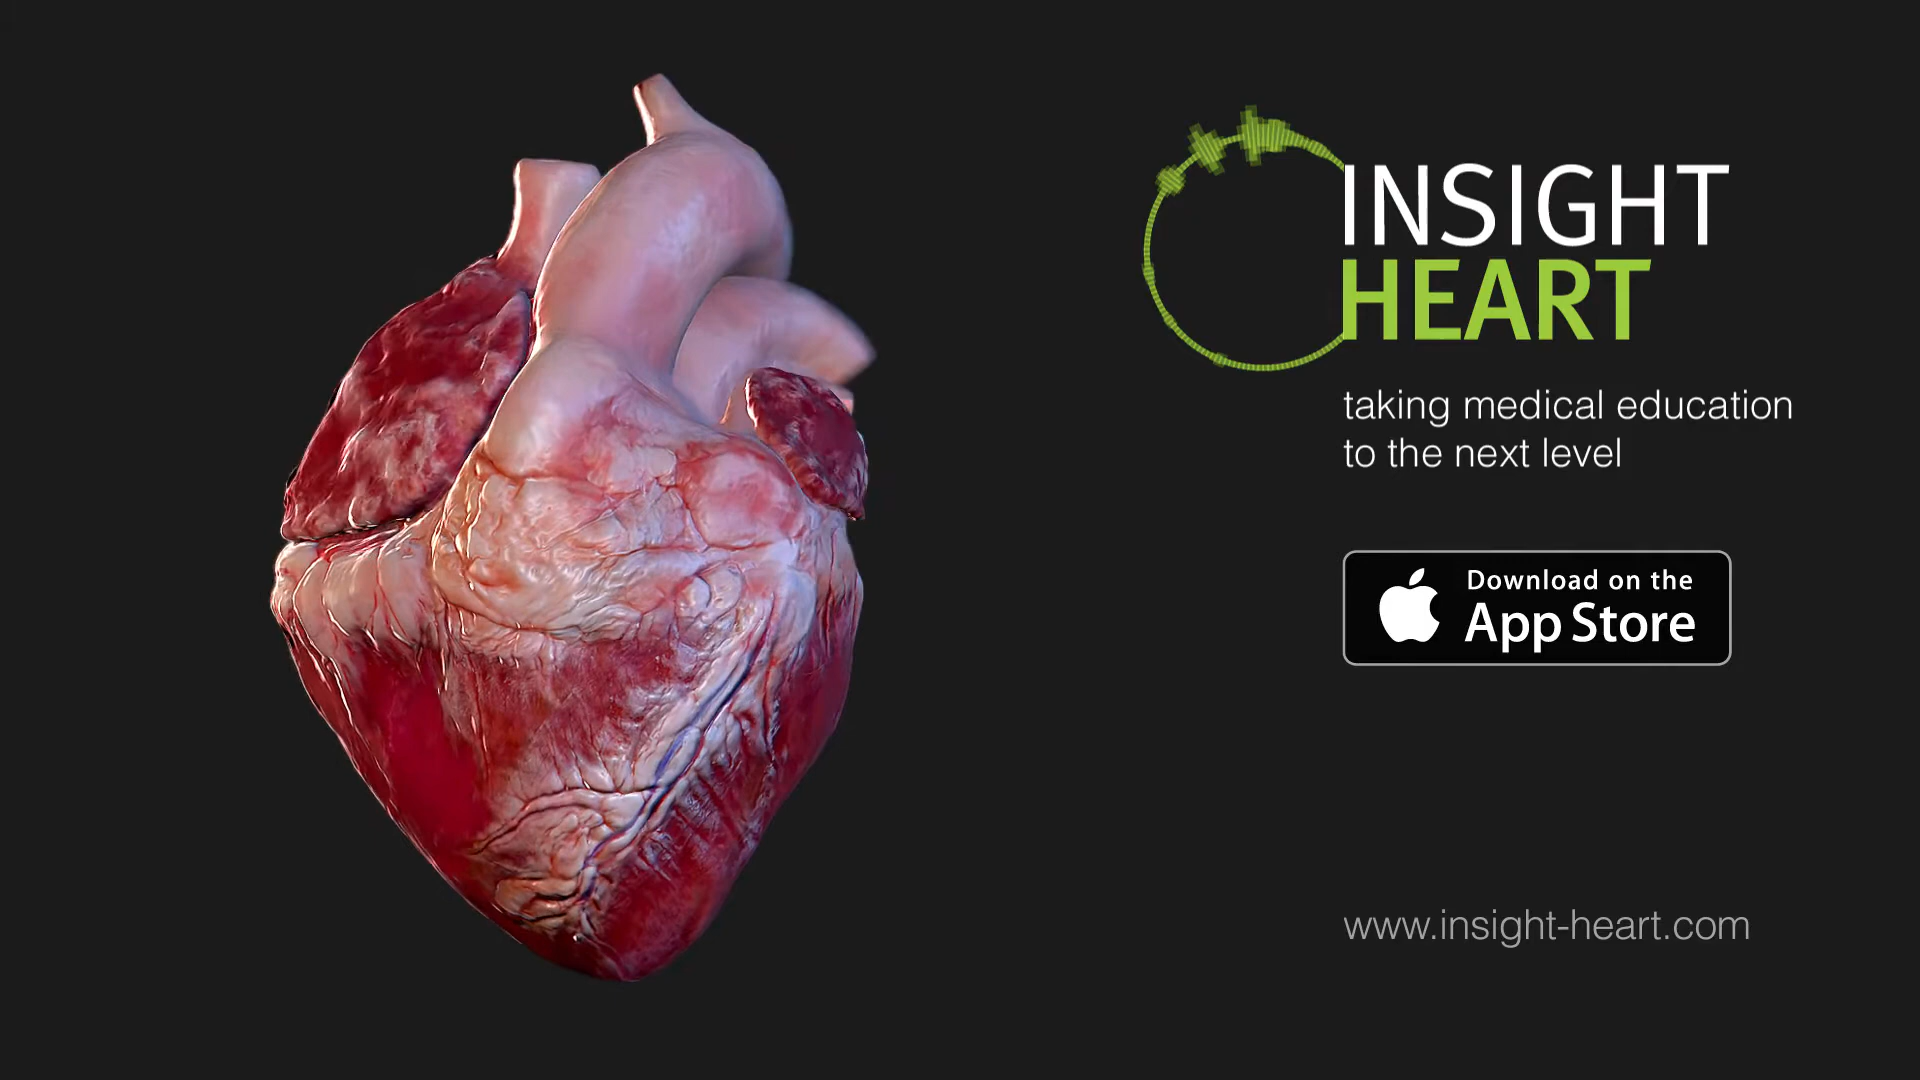 INSIGHT
HEART
taking medical education
to the next level
Download on the
App Store
www.insight-heart.com